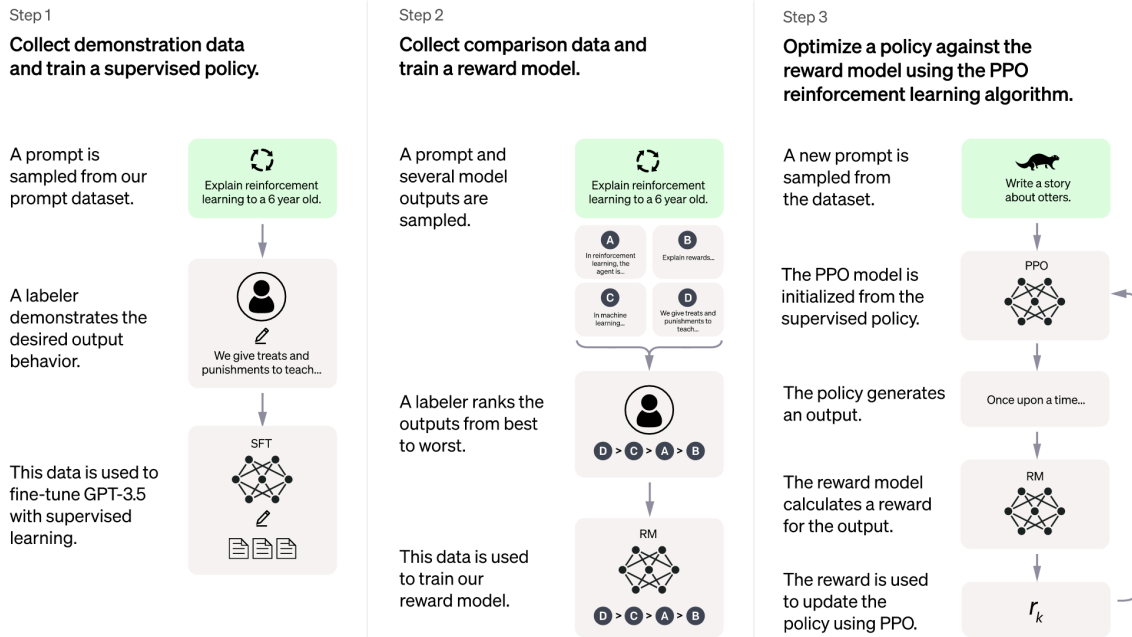 Step 1
Collect demonstration data
and train a supervised policy.
A prompt is
sampled from our
prompt dataset.
Explain reinforcement
learning to a 6 year old.
A labeler
demonstrates the
desired output
behavior.
We give treats and
punishments to teach...
This data is used to
fine-tune GPT-3.5
with supervised
learning.
SFT
Step 2
Collect comparison data and
train a reward model.
A prompt and
several model
outputs are
sampled.
Explain reinforcement
learning to a 6 year old.
A
In reinforcement
learning, the
agent is...
B
Explain rewards...
C
In machine
learning...
D
We give treats and
punishments to
teach...
A labeler ranks the
outputs from best
to worst.
D > C > A > B
This data is used
to train our
reward model.
RM
D > C > A > B
Step 3
Optimize a policy against the
reward model using the PPO
reinforcement learning algorithm.
A new prompt is
sampled from
the dataset.
Write a story
about otters.
The PPO model is
initialized from the
supervised policy.
PPO
The policy generates
an output.
Once upon a time...
The reward model
calculates a reward
for the output.
RM
The reward is used
to update the
policy using PPO.
rk